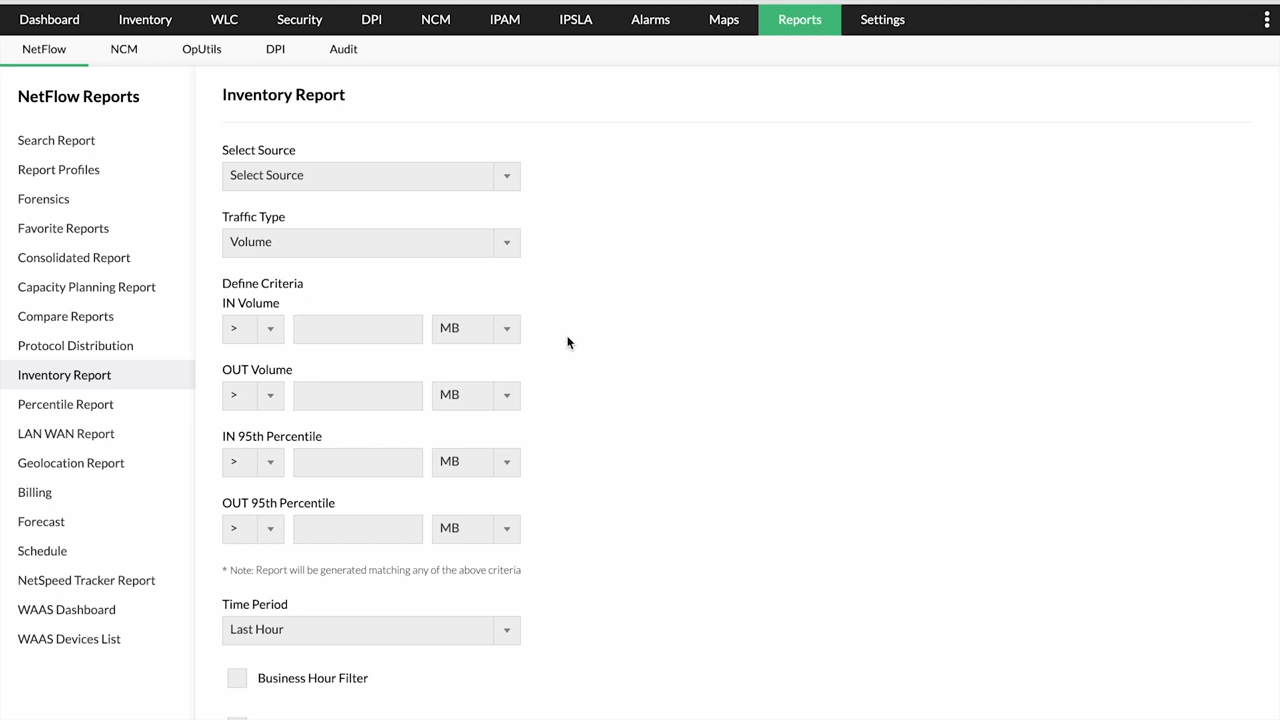 Dashboard Inventory WLC Security DPI NCM IPAM IPSLA Alarms Maps Reports Settings
NetFlow NCM OpUtils DPI Audit
NetFlow Reports
Search Report
Report Profiles
Forensics
Favorite Reports
Consolidated Report
Capacity Planning Report
Compare Reports
Protocol Distribution
Inventory Report
Percentile Report
LAN WAN Report
Geolocation Report
Billing
Forecast
Schedule
NetSpeed Tracker Report
WAAS Dashboard
WAAS Devices List
Inventory Report
Select Source
Select Source
Traffic Type
Volume
Define Criteria
IN Volume
> MB
OUT Volume
> MB
IN 95th Percentile
> MB
OUT 95th Percentile
> MB
* Note: Report will be generated matching any of the above criteria
Time Period
Last Hour
Business Hour Filter